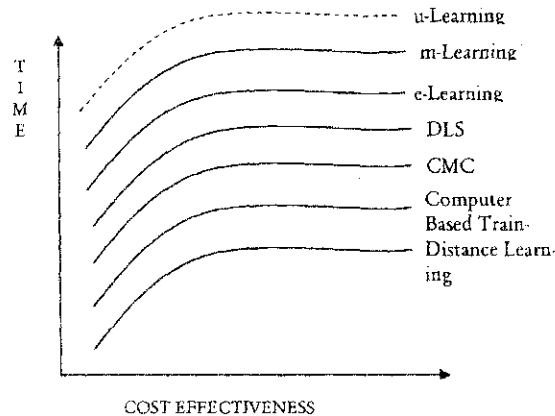 u-Learning
m-Learning
e-Learning
DLS
CMC
Computer
Based Train-
Distance Learn-
ing
T
I
M
E
COST EFFECTIVENESS